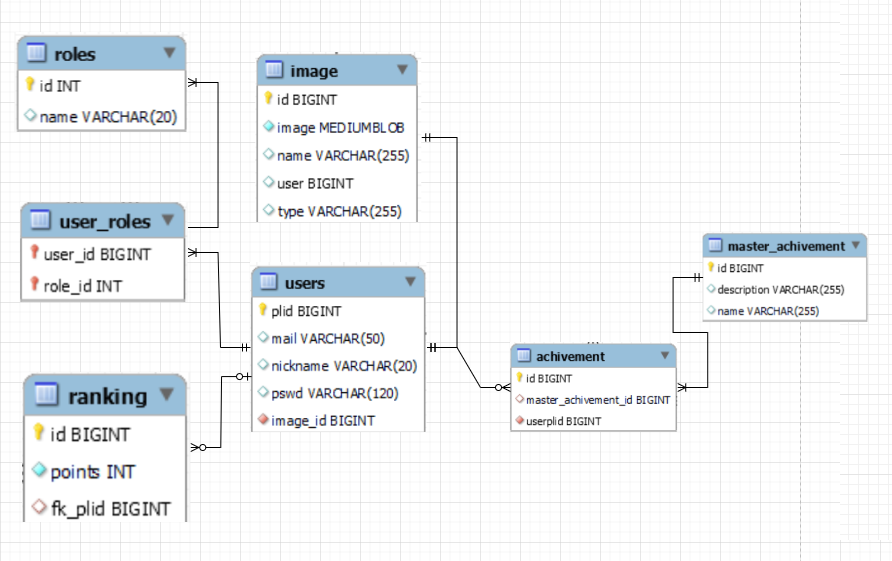 roles
id INT
name VARCHAR(20)
image
id BIGINT
image MEDIUMBLOB
name VARCHAR(255)
user BIGINT
type VARCHAR(255)
user_roles
user_id BIGINT
role_id INT
users
plid BIGINT
mail VARCHAR(50)
nickname VARCHAR(20)
pswd VARCHAR(120)
image_id BIGINT
master_achivement
id BIGINT
description VARCHAR(255)
name VARCHAR(255)
achivement
id BIGINT
master_achivement_id BIGINT
userplid BIGINT
ranking
id BIGINT
points INT
fk_plid BIGINT